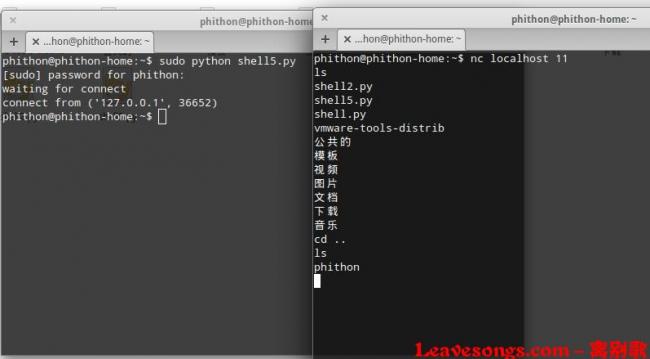 phithon@phithon-home: ~
...hon@phithon-home: ~
phithon@phithon-home:~$ sudo python shell5.py
[sudo] password for phithon:
waiting for connect
connect from ('127.0.0.1', 36652)
phithon@phithon-home:~$
phithon@phithon-home: ~
...hon@phithon-home: ~
phithon@phithon-home:~$ nc localhost 11
ls
shell2.py
shell5.py
shell.py
vmware-tools-distrib
公共的
模板
视频
图片
文档
下载
音乐
cd ..
ls
phithon
Leavesongs.com - 离别歌